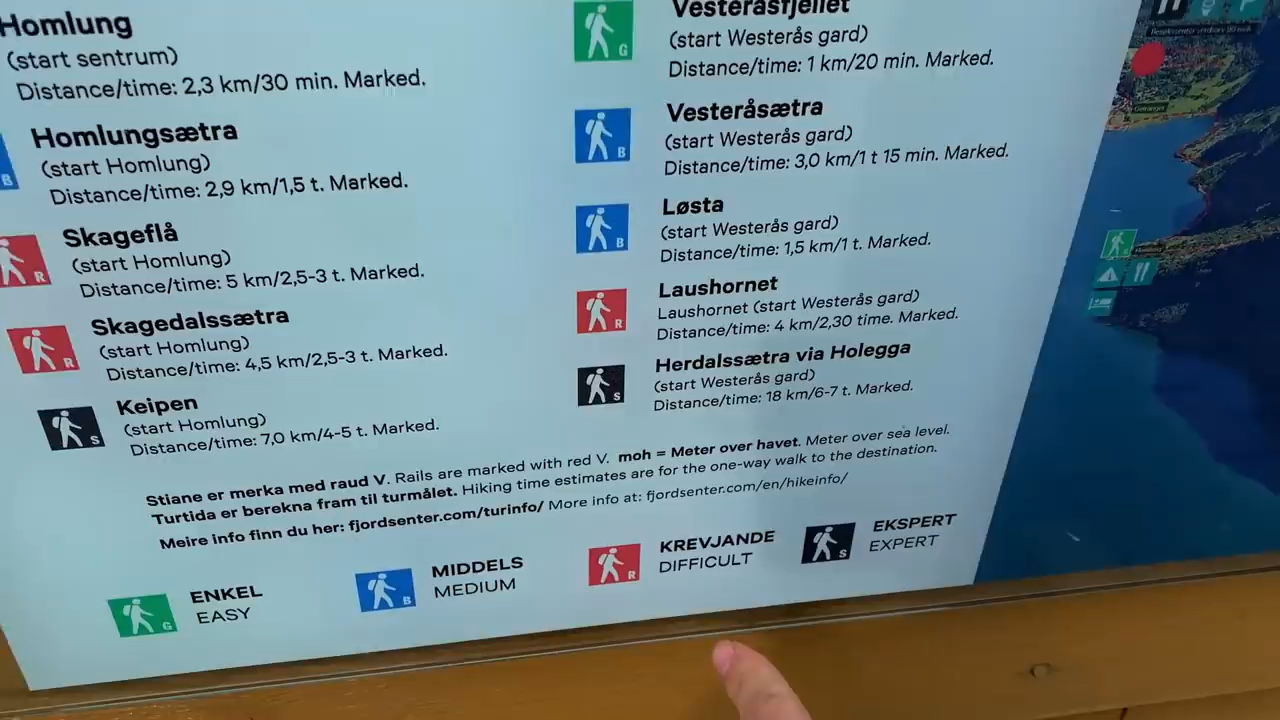 Homlung
(start sentrum)
Distance/time: 2,3 km/30 min. Marked.
B
Homlungsætra
(start Homlung)
Distance/time: 2,9 km/1,5 t. Marked.
R
Skageflå
(start Homlung)
Distance/time: 5 km/2,5-3 t. Marked.
R
Skagedalssætra
(start Homlung)
Distance/time: 4,5 km/2,5-3 t. Marked.
S
Keipen
(start Homlung)
Distance/time: 7,0 km/4-5 t. Marked.
G
Vesteråsfjellet
(start Westerås gard)
Distance/time: 1 km/20 min. Marked.
B
Vesteråsætra
(start Westerås gard)
Distance/time: 3,0 km/1 t 15 min. Marked.
B
Løsta
(start Westerås gard)
Distance/time: 1,5 km/1 t. Marked.
R
Laushornet
Laushornet (start Westerås gard)
Distance/time: 4 km/2,30 time. Marked.
S
Herdalssætra via Holegga
(start Westerås gard)
Distance/time: 18 km/6-7 t. Marked.
Stiane er merka med raud V. Rails are marked with red V. moh = Meter over havet. Meter over sea level.
Turtida er berekna fram til turmålet. Hiking time estimates are for the one-way walk to the destination.
Meire info finn du her: fjordsenter.com/turinfo/ More info at: fjordsenter.com/en/hikeinfo/
G
ENKEL
EASY
B
MIDDELS
MEDIUM
R
KREVJANDE
DIFFICULT
S
EKSPERT
EXPERT